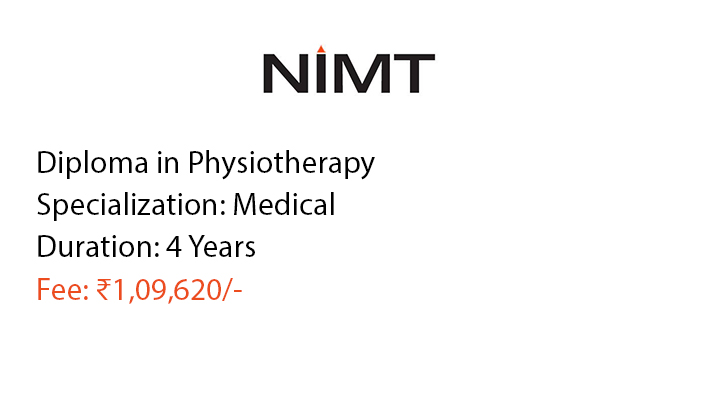 NIMT
Diploma in Physiotherapy
Specialization: Medical
Duration: 4 Years
Fee: ₹1,09,620/-